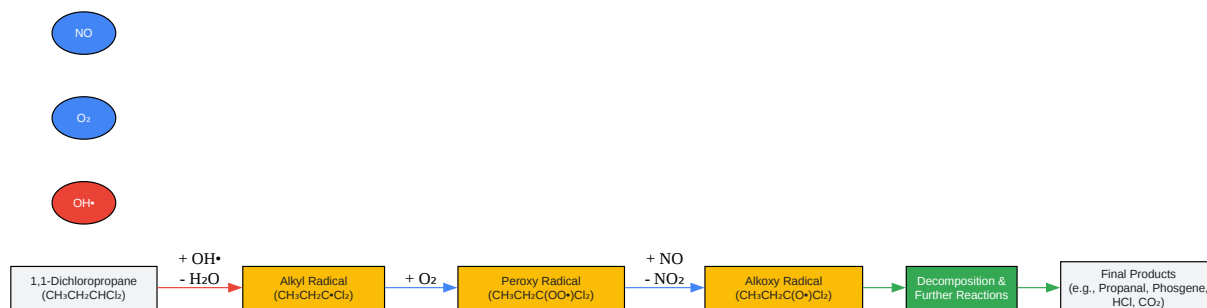 NO
O₂
OH•
+ OH•
- H₂O
+ O₂
+ NO
- NO₂
1,1-Dichloropropane
(CH₃CH₂CHCl₂)
Alkyl Radical
(CH₃CH₂C•Cl₂)
Peroxy Radical
(CH₃CH₂C(OO•)Cl₂)
Alkoxy Radical
(CH₃CH₂C(O•)Cl₂)
Decomposition &
Further Reactions
Final Products
(e.g., Propanal, Phosgene,
HCl, CO₂)